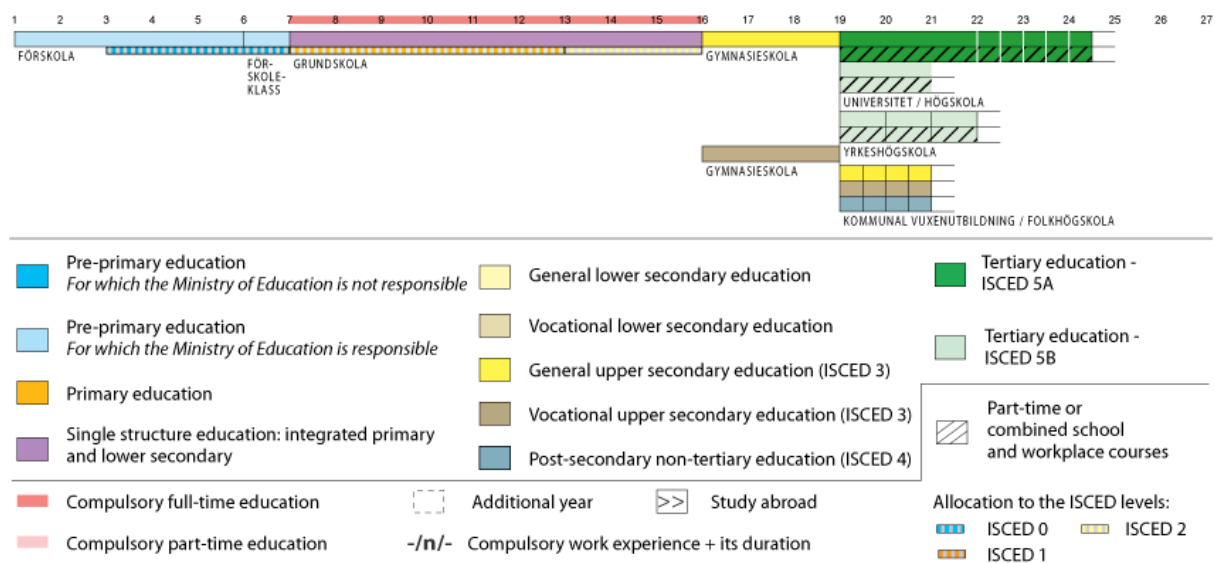 1 2 3 4 5 6 7 8 9 10 11 12 13 14 15 16 17 18 19 20 21 22 23 24 25 26 27
FÖRSKOLA
FÖR-
SKOLE-
KLASS
GRUNDSKOLA
GYMNASIESKOLA
UNIVERSITET / HÖGSKOLA
YRKESHÖGSKOLA
GYMNASIESKOLA
KOMMUNAL VUXENUTBILDNING / FOLKHÖGSKOLA
Pre-primary education
For which the Ministry of Education is not responsible
Pre-primary education
For which the Ministry of Education is responsible
Primary education
Single structure education: integrated primary
and lower secondary
General lower secondary education
Vocational lower secondary education
General upper secondary education (ISCED 3)
Vocational upper secondary education (ISCED 3)
Post-secondary non-tertiary education (ISCED 4)
Tertiary education -
ISCED 5A
Tertiary education -
ISCED 5B
Part-time or
combined school
and workplace courses
Compulsory full-time education
Additional year
>> Study abroad
Compulsory part-time education
-/n/- Compulsory work experience + its duration
Allocation to the ISCED levels:
ISCED 0 ISCED 2
ISCED 1